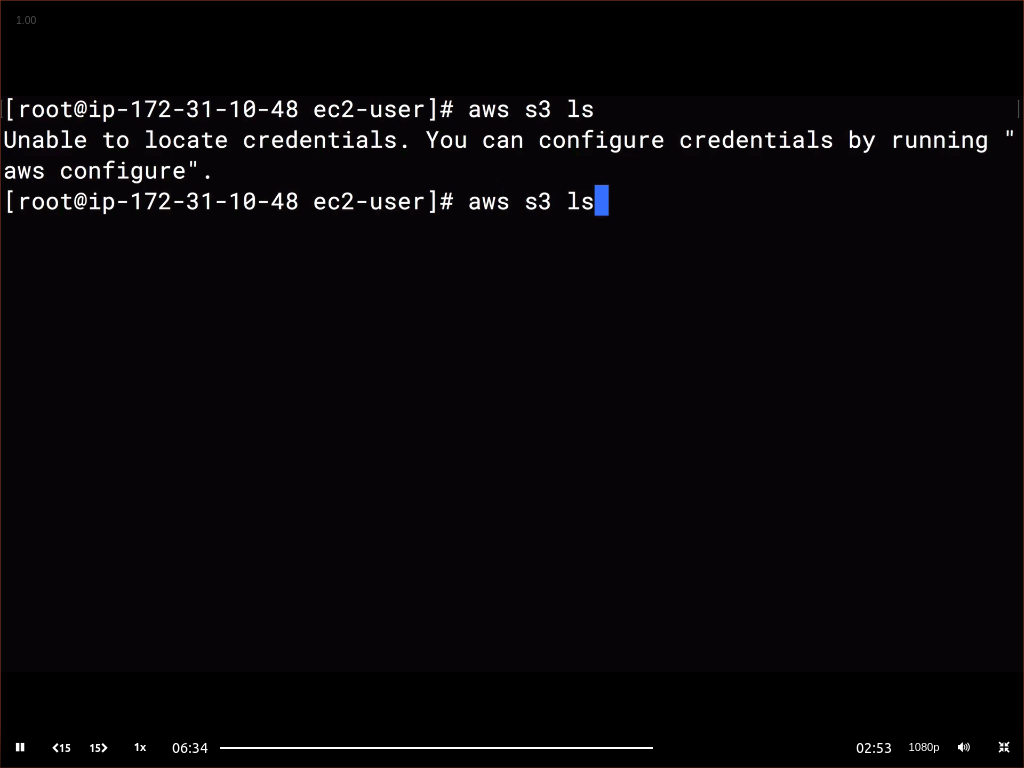 1.00
[root@ip-172-31-10-48 ec2-user]# aws s3 ls
Unable to locate credentials. You can configure credentials by running "
aws configure".
[root@ip-172-31-10-48 ec2-user]# aws s3 ls
15 15 1x 06:34 02:53 1080p